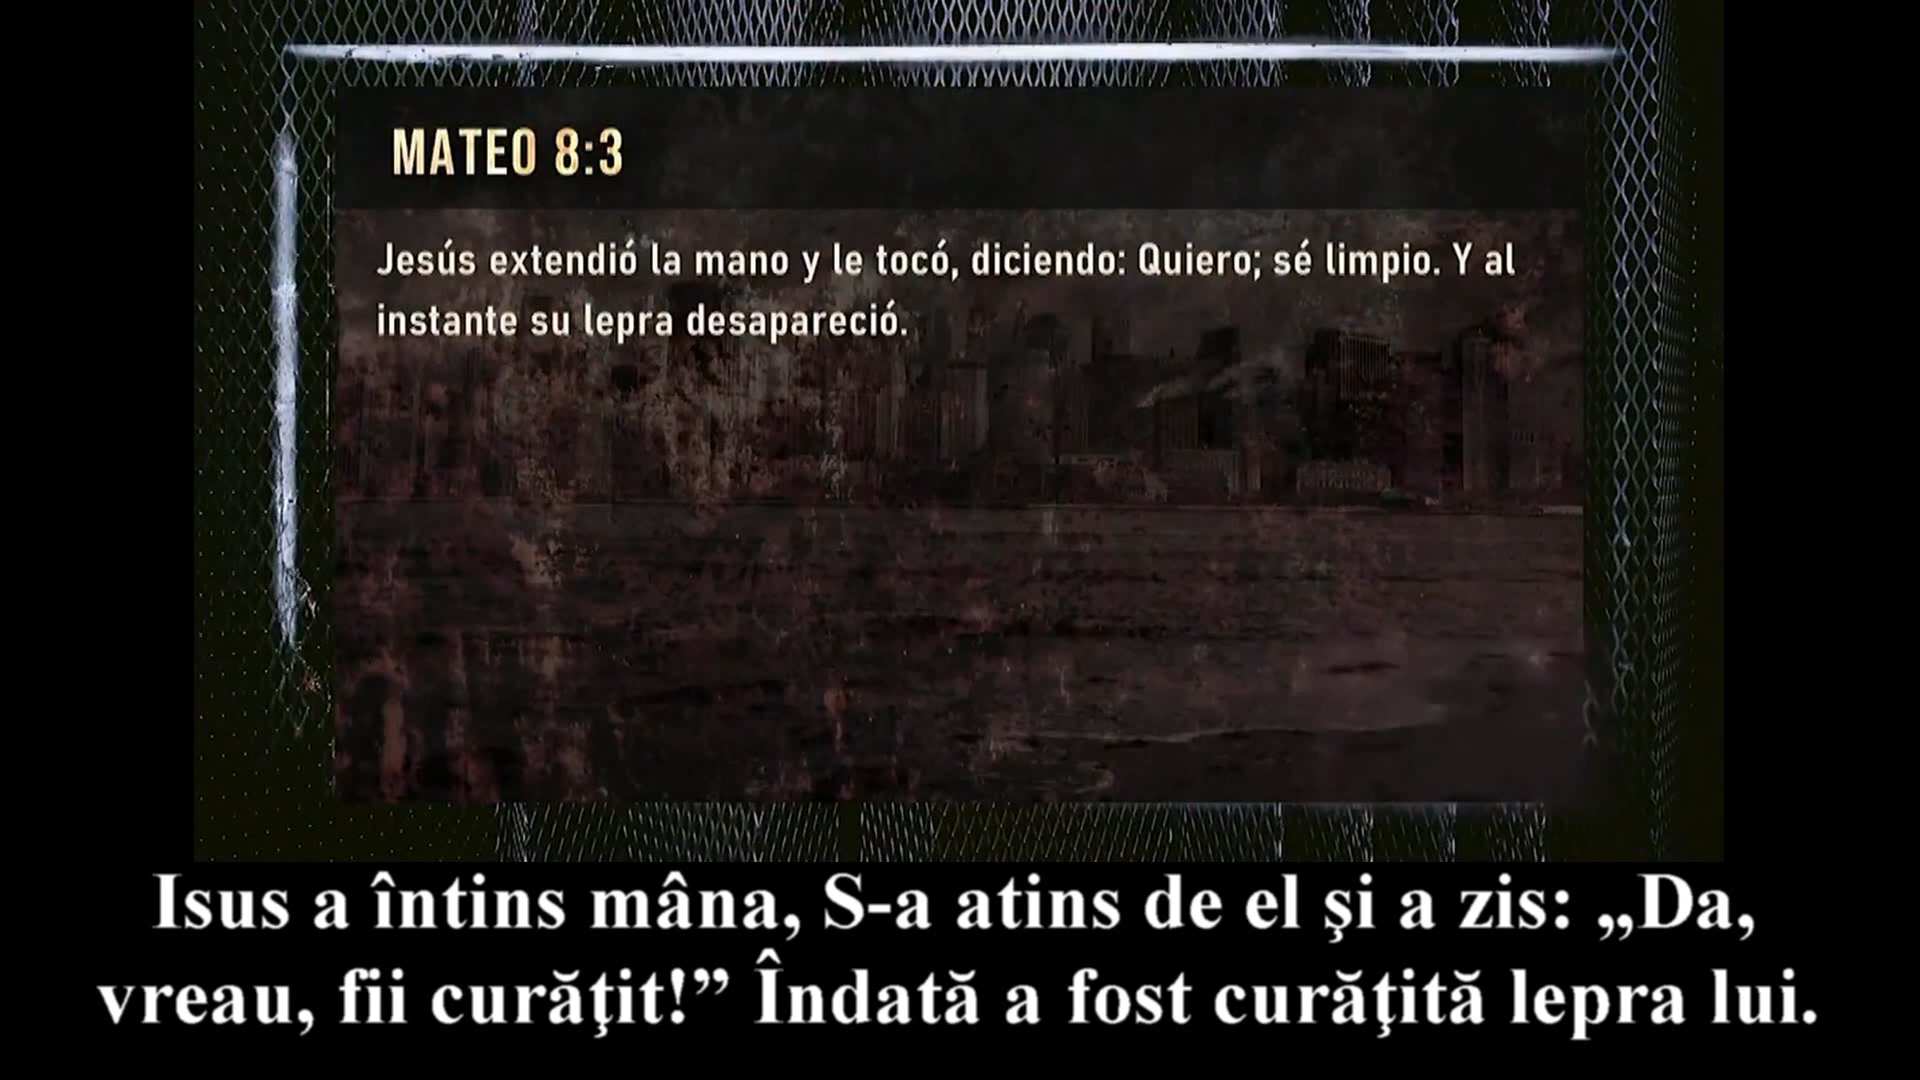 MATEO 8:3
Jesús extendió la mano y le tocó, diciendo: Quiero; sé limpio. Y al
instante su lepra desapareció.
Isus a întins mâna, S-a atins de el şi a zis: „Da,
vreau, fii curăţit!” Îndată a fost curăţită lepra lui.